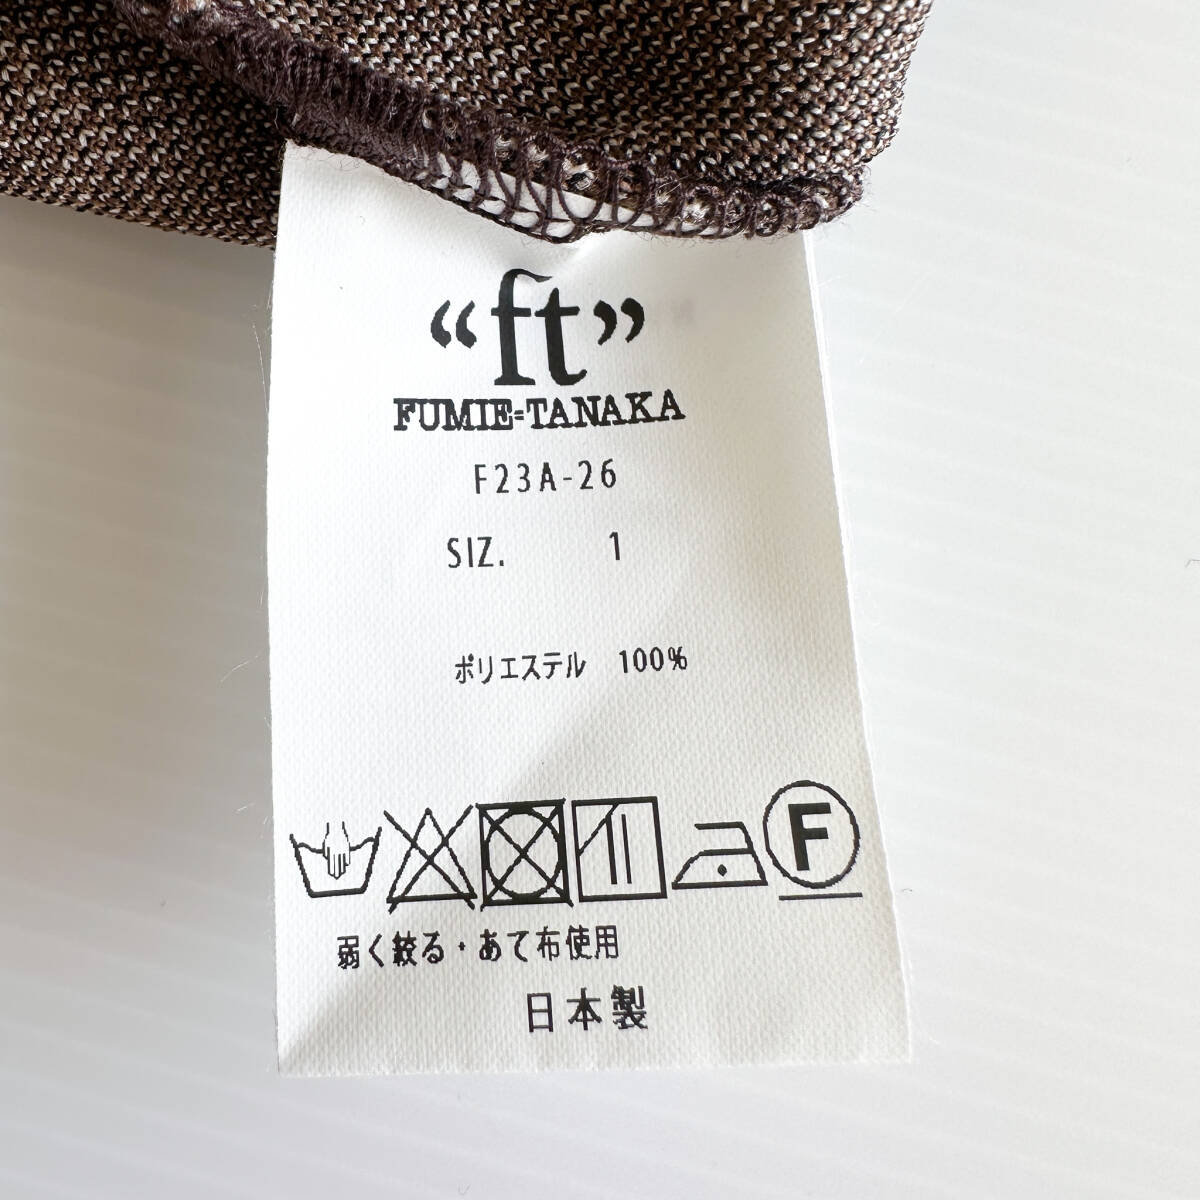 “ft”
FUMIE=TANAKA
F23A-26
SIZ. 1
ポリエステル 100%
F
弱く絞る・あて布使用
日本製